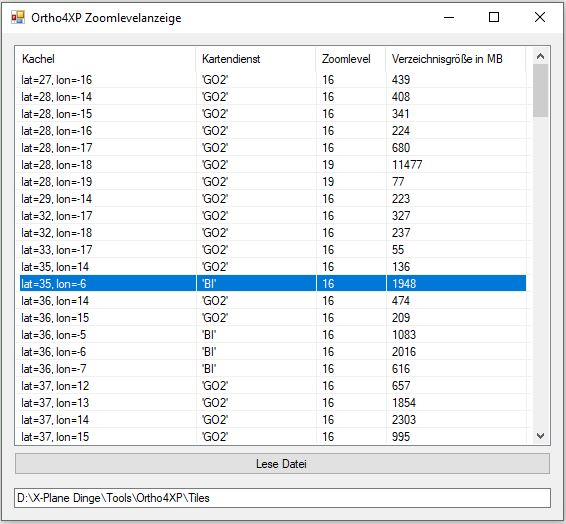 Ortho4XP Zoomlevelanzeige
Kachel Kartendienst Zoomlevel Verzeichnisgröße in MB
lat=27, lon=-16 'GO2' 16 439
lat=28, lon=-14 'GO2' 16 408
lat=28, lon=-15 'GO2' 16 341
lat=28, lon=-16 'GO2' 16 224
lat=28, lon=-17 'GO2' 16 680
lat=28, lon=-18 'GO2' 19 11477
lat=28, lon=-19 'GO2' 19 77
lat=29, lon=-14 'GO2' 16 223
lat=32, lon=-17 'GO2' 16 327
lat=32, lon=-18 'GO2' 16 237
lat=33, lon=-17 'GO2' 16 55
lat=35, lon=14 'GO2' 16 136
lat=35, lon=-6 'BI' 16 1948
lat=36, lon=14 'GO2' 16 474
lat=36, lon=15 'GO2' 16 209
lat=36, lon=-5 'BI' 16 1083
lat=36, lon=-6 'BI' 16 2016
lat=36, lon=-7 'BI' 16 616
lat=37, lon=12 'GO2' 16 657
lat=37, lon=13 'GO2' 16 1854
lat=37, lon=14 'GO2' 16 2303
lat=37, lon=15 'GO2' 16 995
Lese Datei
D:\X-Plane Dinge\Tools\Ortho4XP\Tiles